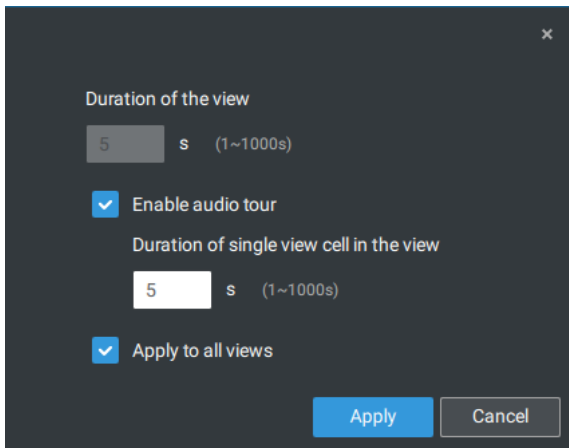 ×
Duration of the view
5 s (1~1000s)
Enable audio tour
Duration of single view cell in the view
5 s (1~1000s)
Apply to all views
Apply Cancel